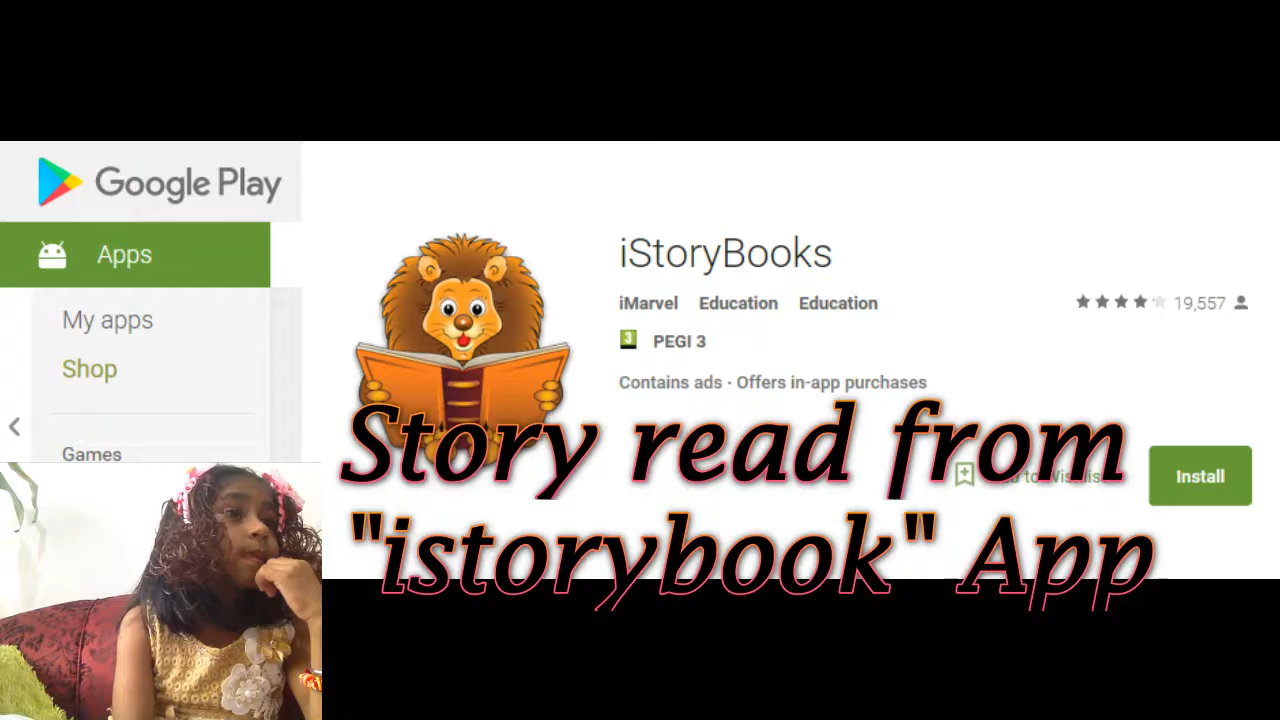 Google Play
Apps
My apps
Shop
Games
iStoryBooks
iMarvel Education Education
19,557
3 PEGI 3
Contains ads · Offers in-app purchases
Install
Story read from
"istorybook" App